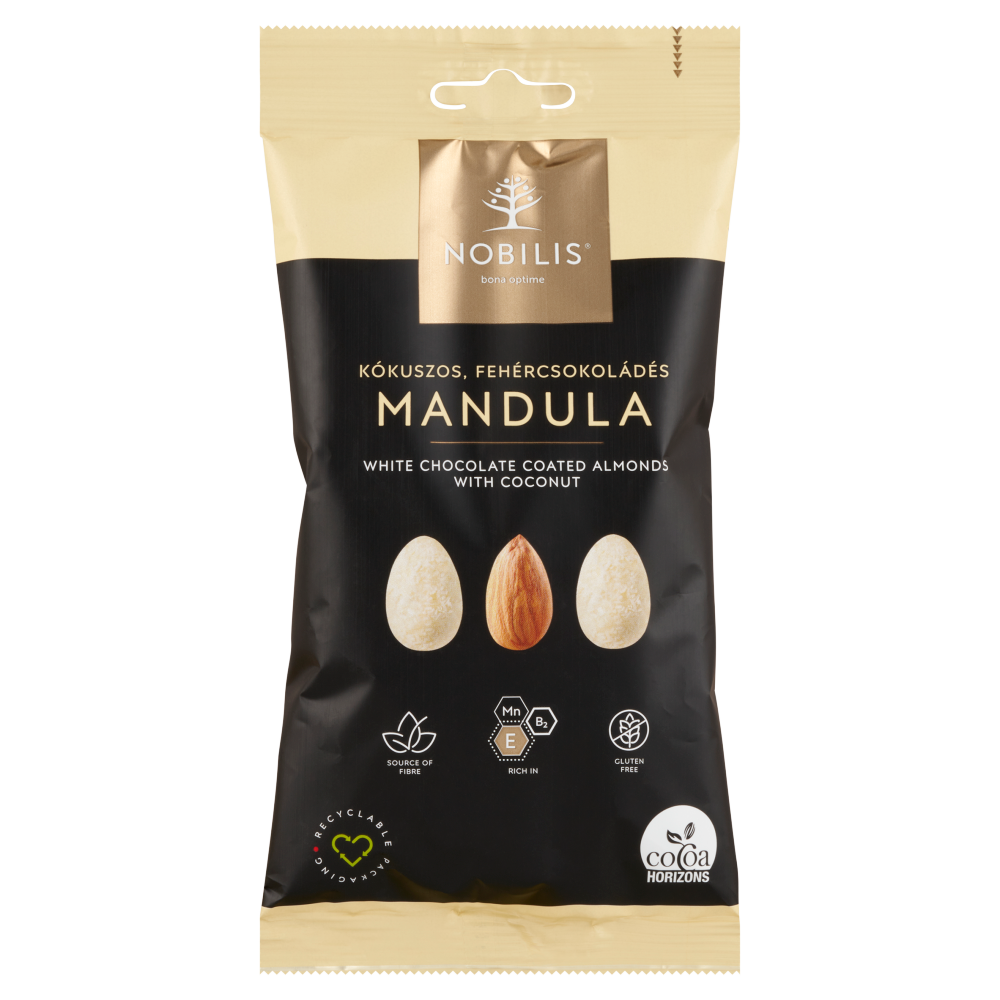 NOBILIS®
bona optime
KÓKUSZOS, FEHÉRCSOKOLÁDÉS
MANDULA
WHITE CHOCOLATE COATED ALMONDS
WITH COCONUT
Mn
B₂
E
SOURCE OF
FIBRE
RICH IN
GLUTEN
FREE
RECYCLABLE PACKAGING
cocoa
HORIZONS